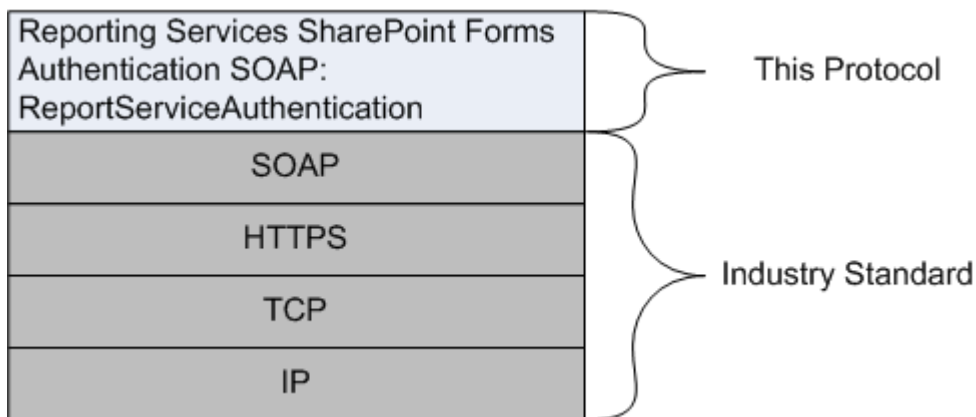 Reporting Services SharePoint Forms
Authentication SOAP:
ReportServiceAuthentication
This Protocol
SOAP
HTTPS
TCP
IP
Industry Standard